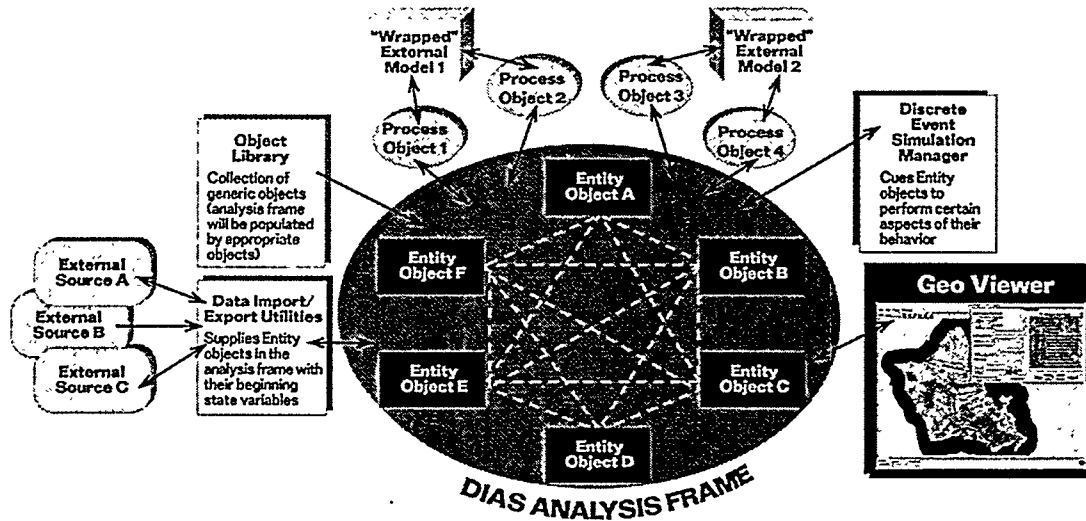 "Wrapped"
External
Model 1
"Wrapped"
External
Model 2
Process
Object 2
Process
Object 3
Process
Object 1
Process
Object 4
Object
Library
Collection of
generic objects
(analysis frame
will be populated
by appropriate
objects)
Discrete
Event
Simulation
Manager
Cues Entity
objects to
perform certain
aspects of their
behavior
Entity
Object A
Entity
Object F
Entity
Object B
Entity
Object E
Entity
Object C
Entity
Object D
External
Source A
External
Source B
External
Source C
Data Import/
Export Utilities
Supplies Entity
objects in the
analysis frame with
their beginning
state variables
Geo Viewer
DIAS ANALYSIS FRAME